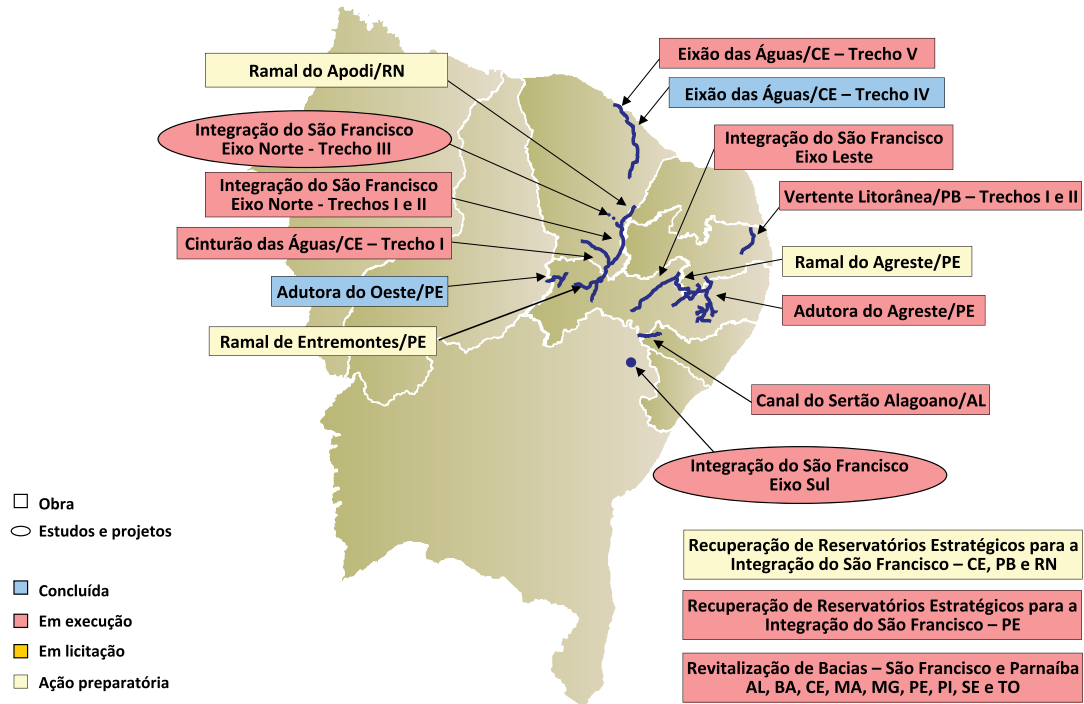 Eixão das Águas/CE – Trecho V
Ramal do Apodi/RN
Eixão das Águas/CE – Trecho IV
Integração do São Francisco
Eixo Norte - Trecho III
Integração do São Francisco
Eixo Leste
Integração do São Francisco
Eixo Norte - Trechos I e II
Vertente Litorânea/PB – Trechos I e II
Cinturão das Águas/CE – Trecho I
Ramal do Agreste/PE
Adutora do Oeste/PE
Adutora do Agreste/PE
Ramal de Entremontes/PE
Canal do Sertão Alagoano/AL
Integração do São Francisco
Eixo Sul
Obra
Estudos e projetos
Concluída
Em execução
Em licitação
Ação preparatória
Recuperação de Reservatórios Estratégicos para a
Integração do São Francisco – CE, PB e RN
Recuperação de Reservatórios Estratégicos para a
Integração do São Francisco – PE
Revitalização de Bacias – São Francisco e Parnaíba
AL, BA, CE, MA, MG, PE, PI, SE e TO